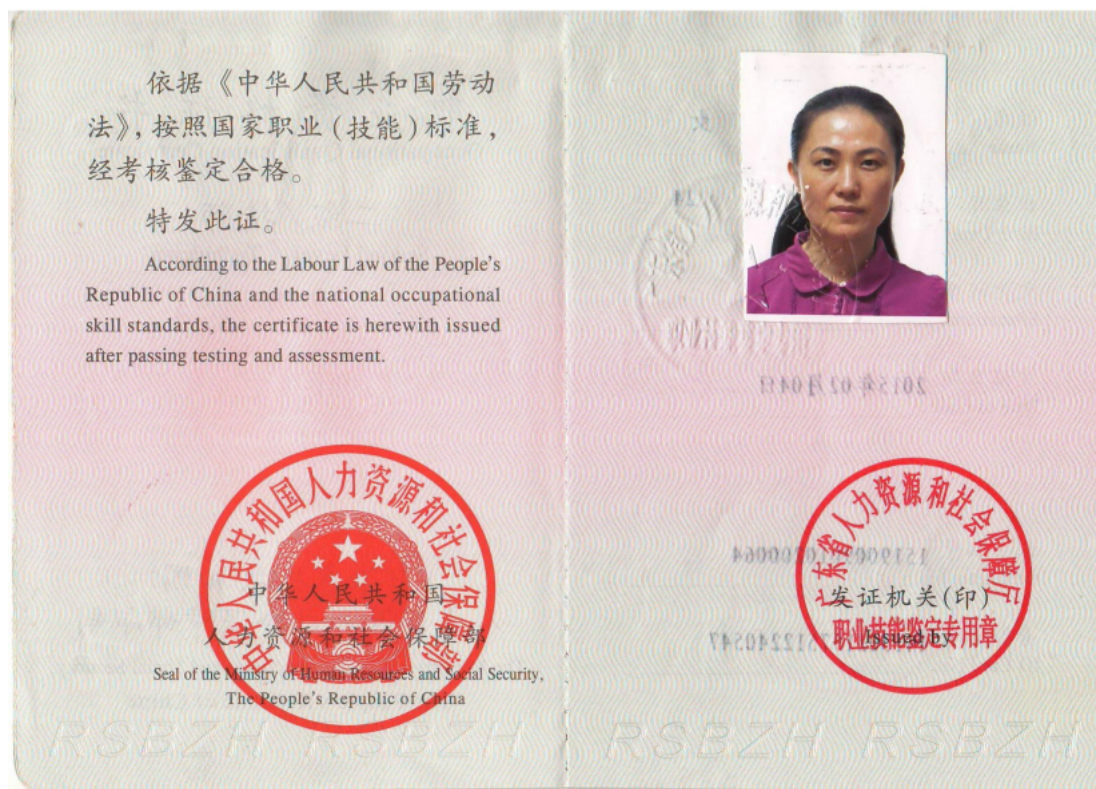 依据《中华人民共和国劳动
法》，按照国家职业（技能）标准，
经考核鉴定合格。
特发此证。
According to the Labour Law of the People's
Republic of China and the national occupational
skill standards, the certificate is herewith issued
after passing testing and assessment.
中华人民共和国人力资源和社会保障部
中华人民共和国
人力资源和社会保障部
Seal of the Ministry of Human Resources and Social Security,
The People's Republic of China
RSBZH RSBZH
2015年02月04日
广东省人力资源和社会保障厅
发证机关(印)
Issued by
职业技能鉴定专用章
RSBZH RSBZH